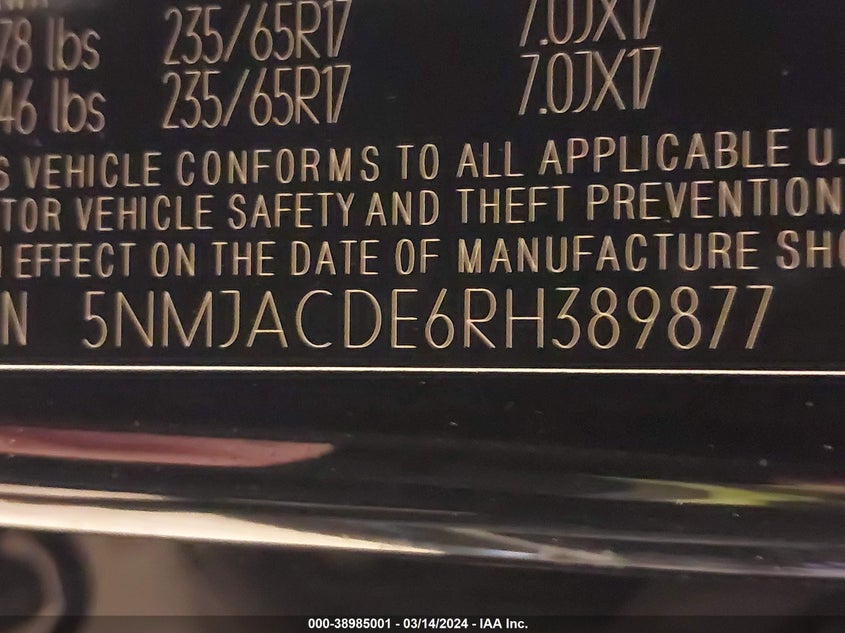 78 lbs 235/65R17 7.0JX17
46 lbs 235/65R17 7.0JX17
S VEHICLE CONFORMS TO ALL APPLICABLE U.
TOR VEHICLE SAFETY AND THEFT PREVENTION
EFFECT ON THE DATE OF MANUFACTURE SHO
N 5NMJACDE6RH389877
000-38985001 - 03/14/2024 - IAA Inc.